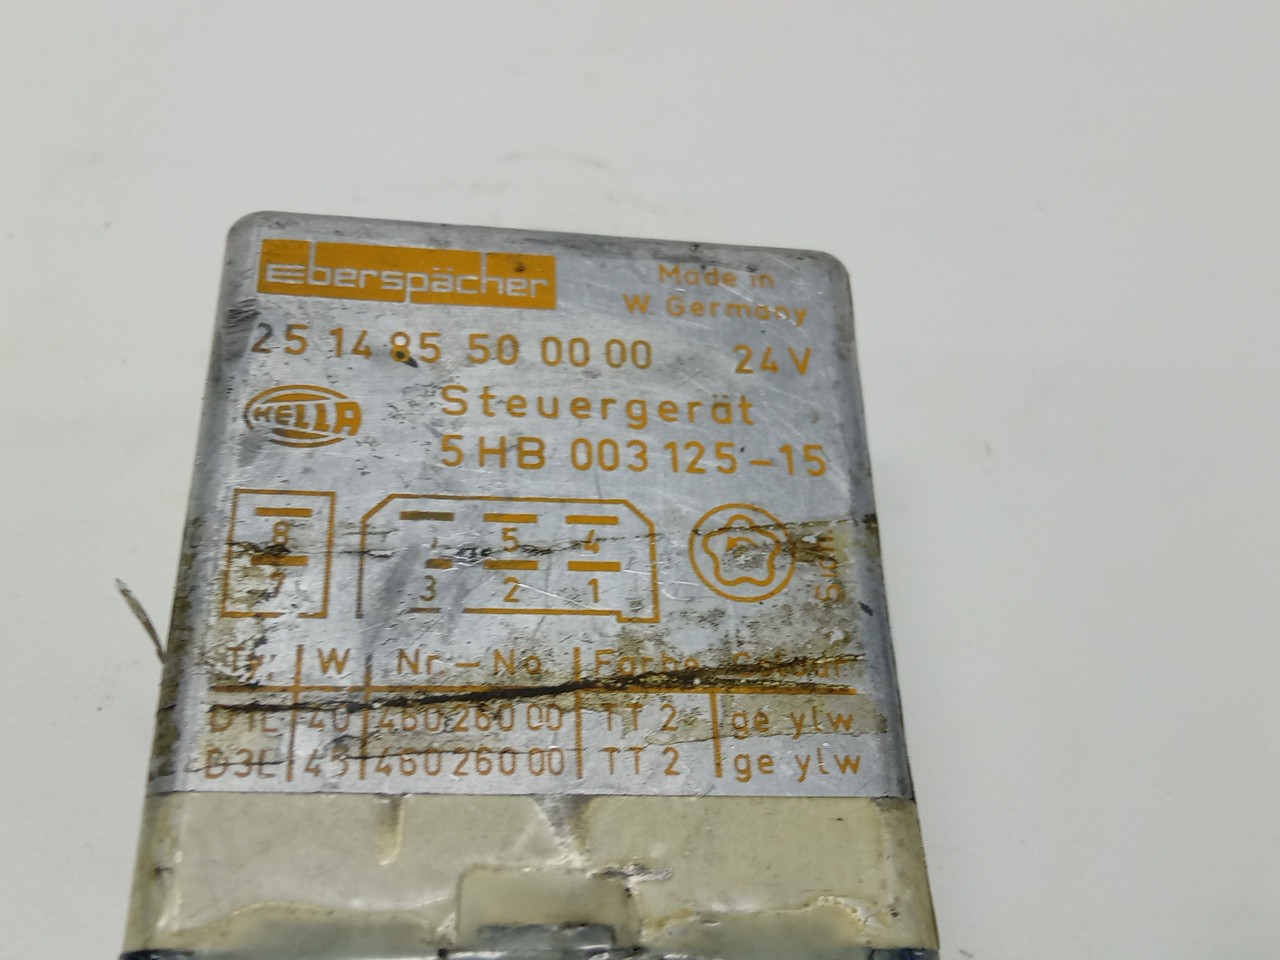 Eberspächer
Made in
W. Germany
25 14 85 50 00 00 24V
HELLA
Steuergerät
5HB 003 125-15
8 5 4
7 3 2 1
W Nr.-No. Farbe Colour
D1L 40 460 260 00 TT 2 ge ylw
D3L 45 460 260 00 TT 2 ge ylw